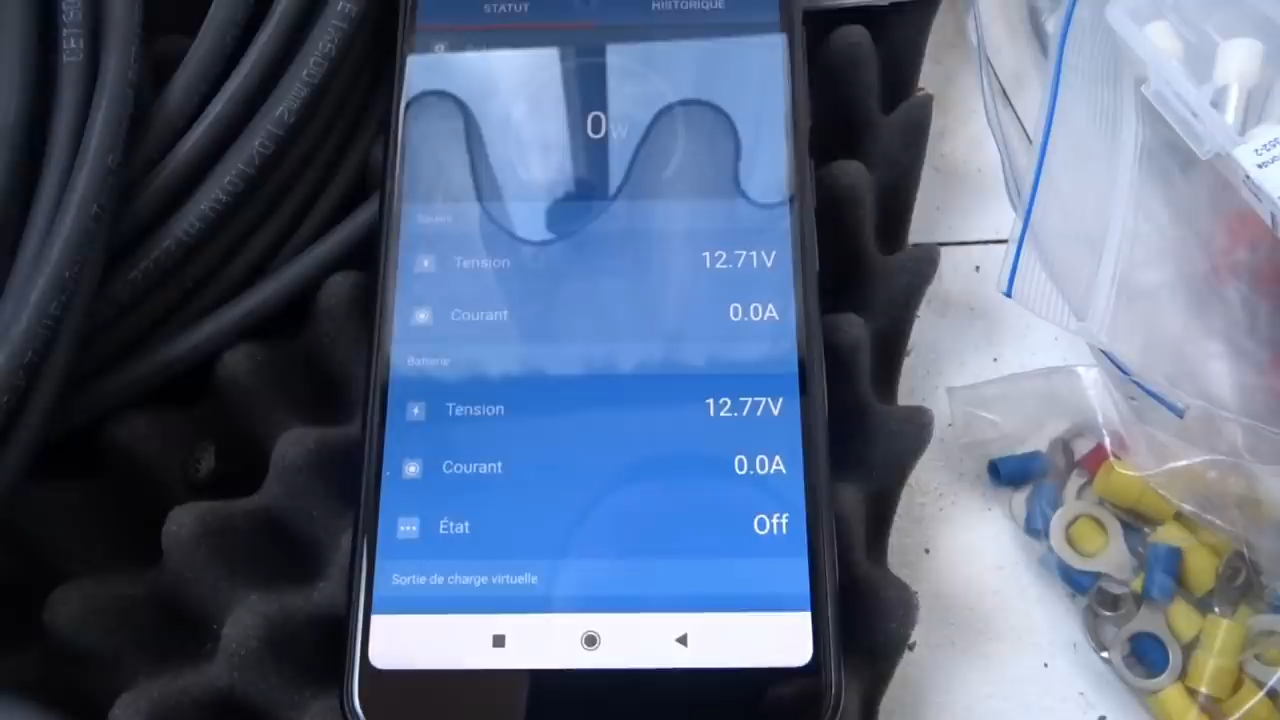 STATUT
HISTORIQUE
0W
Solaire
Tension
12.71V
Courant
0.0A
Batterie
Tension
12.77V
Courant
0.0A
État
Off
Sortie de charge virtuelle